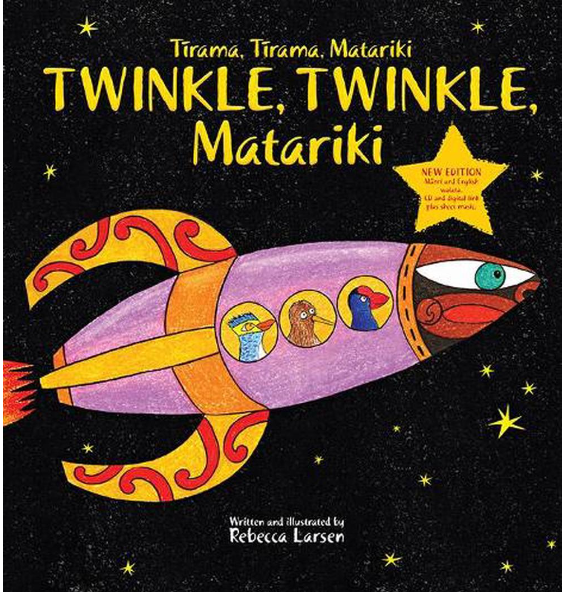 Tīrama, Tīrama, Matariki
TWINKLE, TWINKLE,
Matariki
NEW EDITION
Māori and English
waiata.
CD and digital link
plus sheet music.
Written and illustrated by
Rebecca Larsen